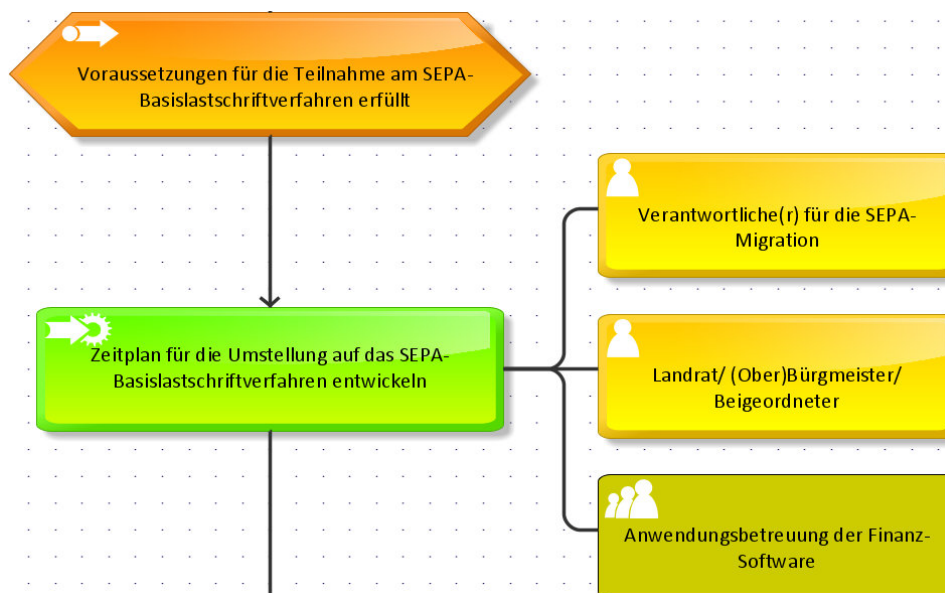 Voraussetzungen für die Teilnahme am SEPA-
Basislastschriftverfahren erfüllt
Verantwortliche(r) für die SEPA-
Migration
Zeitplan für die Umstellung auf das SEPA-
Basislastschriftverfahren entwickeln
Landrat/ (Ober)Bürgmeister/
Beigeordneter
Anwendungsbetreuung der Finanz-
Software